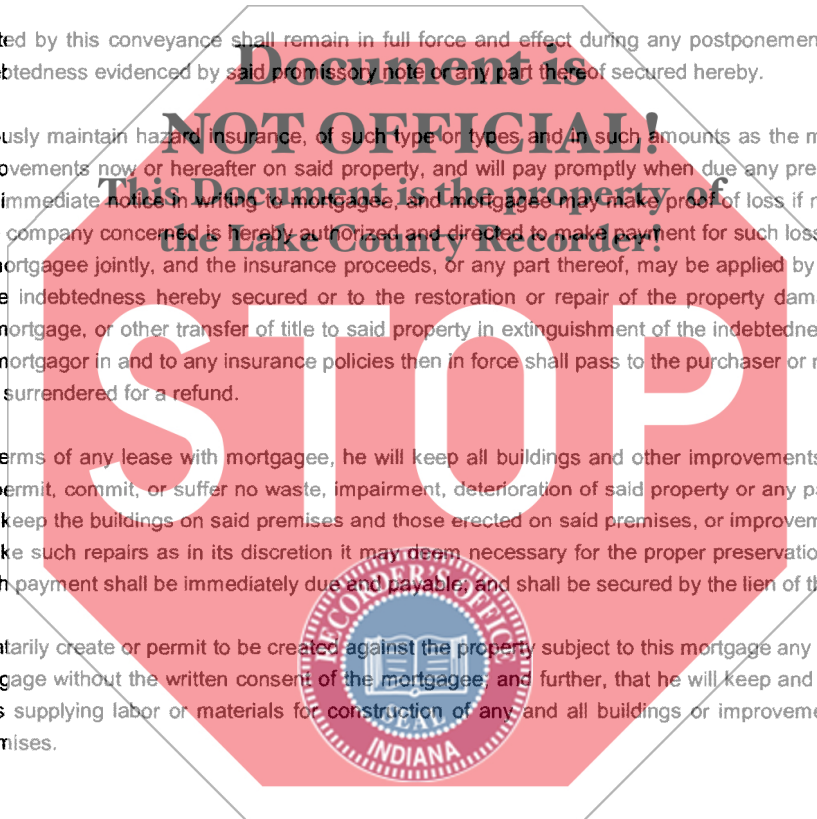 ted by this conveyance shall remain in full force and effect during any postponemen
btedness evidenced by said promissory note or any part thereof secured hereby.
Document is
usly maintain hazard insurance, of such type or types and in such amounts as the m
NOT OFFICIAL!
ovements now or hereafter on said property, and will pay promptly when due any pre
This Document is the property of
immediate notice in writing to mortgagee, and mortgagee may make proof of loss if
the Lake County Recorder!
company concerned is hereby authorized and directed to make payment for such loss
ortgagee jointly, and the insurance proceeds, or any part thereof, may be applied by
e indebtedness hereby secured or to the restoration or repair of the property dam
mortgage, or other transfer of title to said property in extinguishment of the indebtedne
mortgagor in and to any insurance policies then in force shall pass to the purchaser or
surrendered for a refund.
STOP
erms of any lease with mortgagee, he will keep all buildings and other improvements
permit, commit, or suffer no waste, impairment, deterioration of said property or any p
keep the buildings on said premises and those erected on said premises, or improvem
ke such repairs as in its discretion it may deem necessary for the proper preservatio
h payment shall be immediately due and payable; and shall be secured by the lien of th
RECORDER'S OFFICE
tarily create or permit to be created against the property subject to this mortgage any
gage without the written consent of the mortgagee; and further, that he will keep and
s supplying labor or materials for construction of any and all buildings or improveme
SEAL
INDIANA
mises.